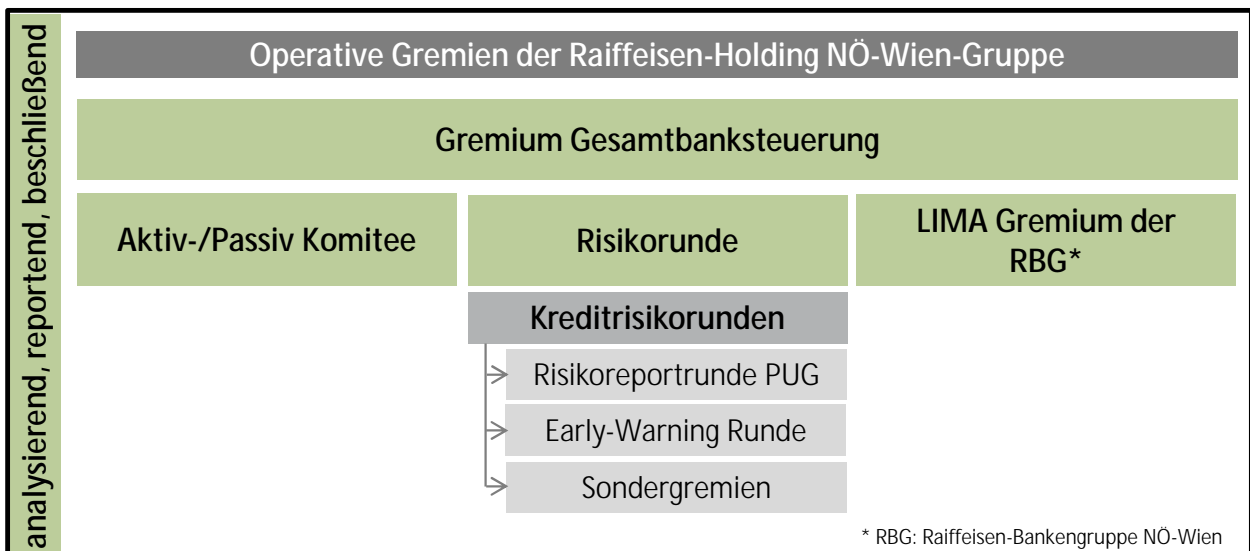 analysierend, reportend, beschließend
Operative Gremien der Raiffeisen-Holding NÖ-Wien-Gruppe
Gremium Gesamtbanksteuerung
Aktiv-/Passiv Komitee
Risikorunde
LIMA Gremium der
RBG*
Kreditrisikorunden
Risikoreportrunde PUG
Early-Warning Runde
Sondergremien
* RBG: Raiffeisen-Bankengruppe NÖ-Wien